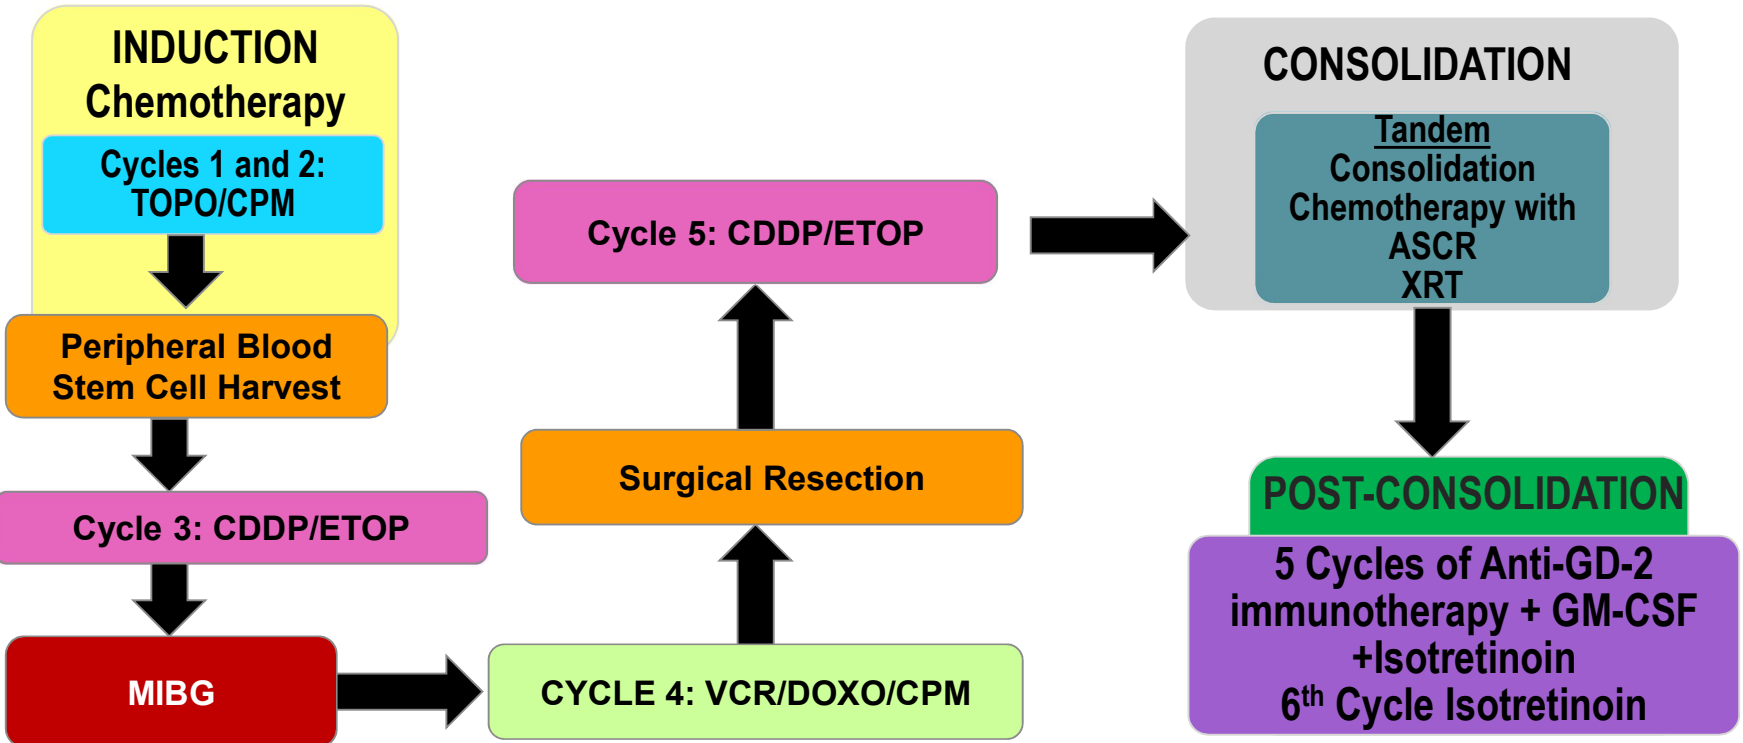 INDUCTION
Chemotherapy
Cycles 1 and 2:
TOPO/CPM
Peripheral Blood
Stem Cell Harvest
Cycle 3: CDDP/ETOP
MIBG
CYCLE 4: VCR/DOXO/CPM
Surgical Resection
Cycle 5: CDDP/ETOP
CONSOLIDATION
Tandem
Consolidation
Chemotherapy with
ASCR
XRT
POST-CONSOLIDATION
5 Cycles of Anti-GD-2
immunotherapy + GM-CSF
+Isotretinoin
6th Cycle Isotretinoin